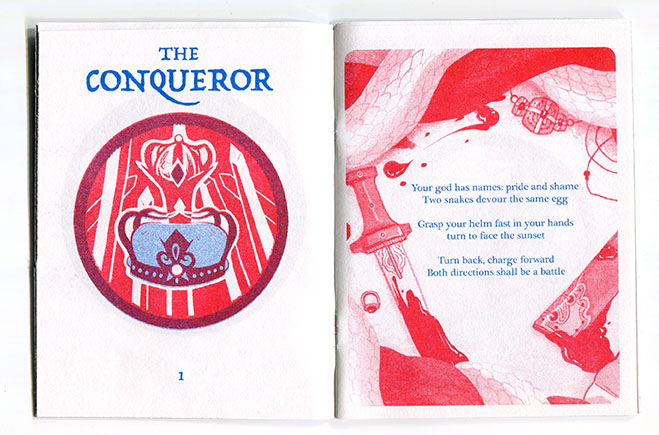 THE
CONQUEROR
1
Your god has names: pride and shame
Two snakes devour the same egg
Grasp your helm fast in your hands
turn to face the sunset
Turn back, charge forward
Both directions shall be a battle